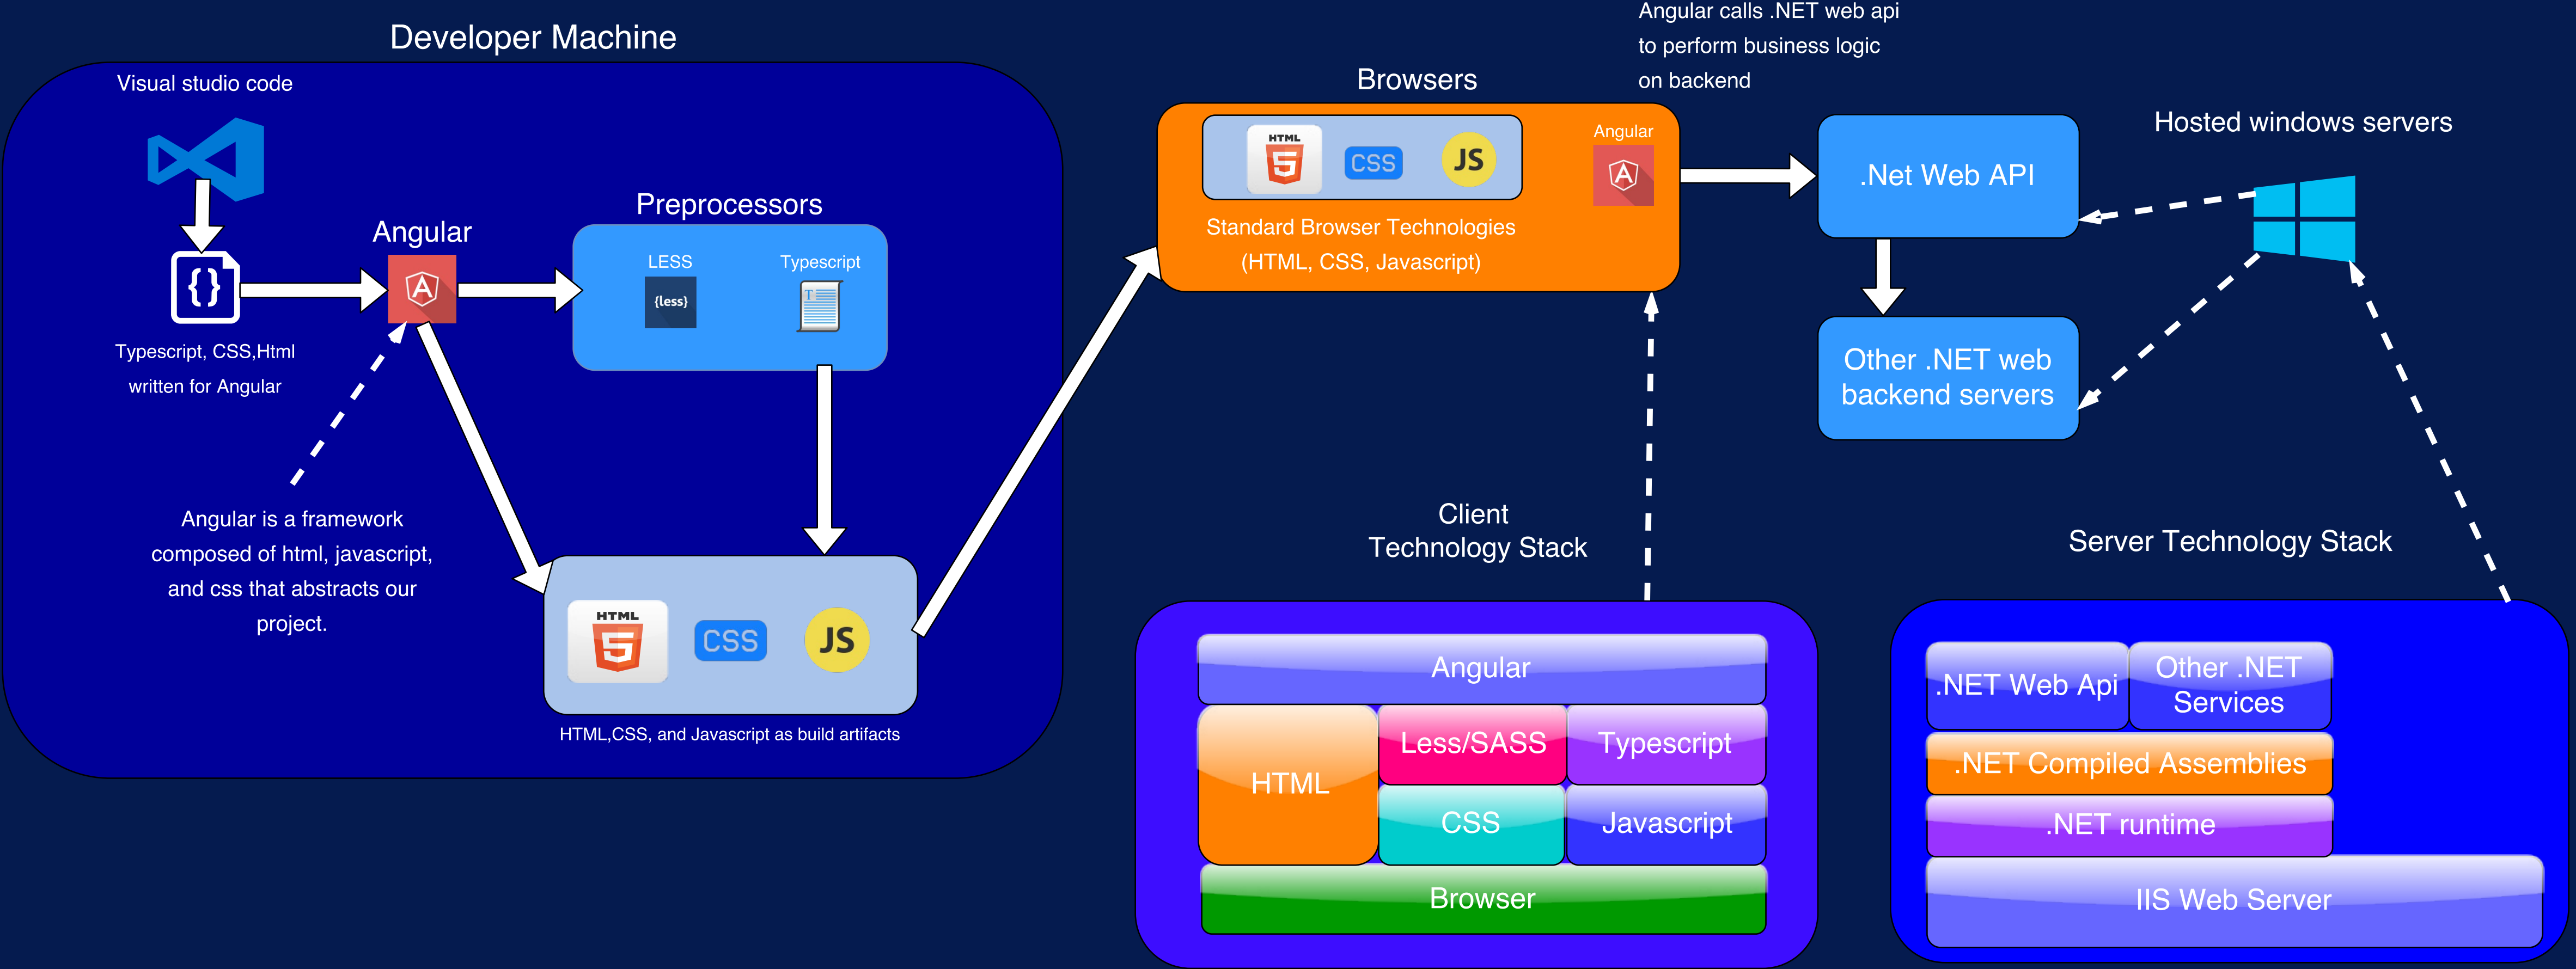 Developer Machine
Visual studio code
Angular
Preprocessors
LESS
{less}
Typescript
T
{ }
Typescript, CSS,Html
written for Angular
Angular is a framework
composed of html, javascript,
and css that abstracts our
project.
HTML
5
CSS
JS
HTML,CSS, and Javascript as build artifacts
Browsers
HTML
5
CSS
JS
Angular
Standard Browser Technologies
(HTML, CSS, Javascript)
Angular calls .NET web api
to perform business logic
on backend
.Net Web API
Other .NET web
backend servers
Hosted windows servers
Client
Technology Stack
Angular
HTML
Less/SASS
Typescript
CSS
Javascript
Browser
Server Technology Stack
.NET Web Api
Other .NET
Services
.NET Compiled Assemblies
.NET runtime
IIS Web Server